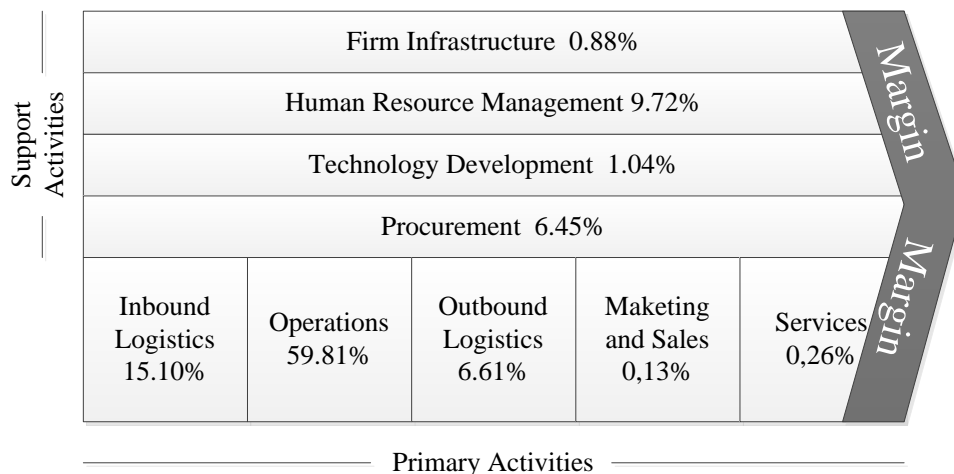 Support
Activities
Firm Infrastructure 0.88%
Human Resource Management 9.72%
Technology Development 1.04%
Procurement 6.45%
Inbound
Logistics
15.10%
Operations
59.81%
Outbound
Logistics
6.61%
Maketing
and Sales
0,13%
Services
0,26%
Margin
Margin
Primary Activities